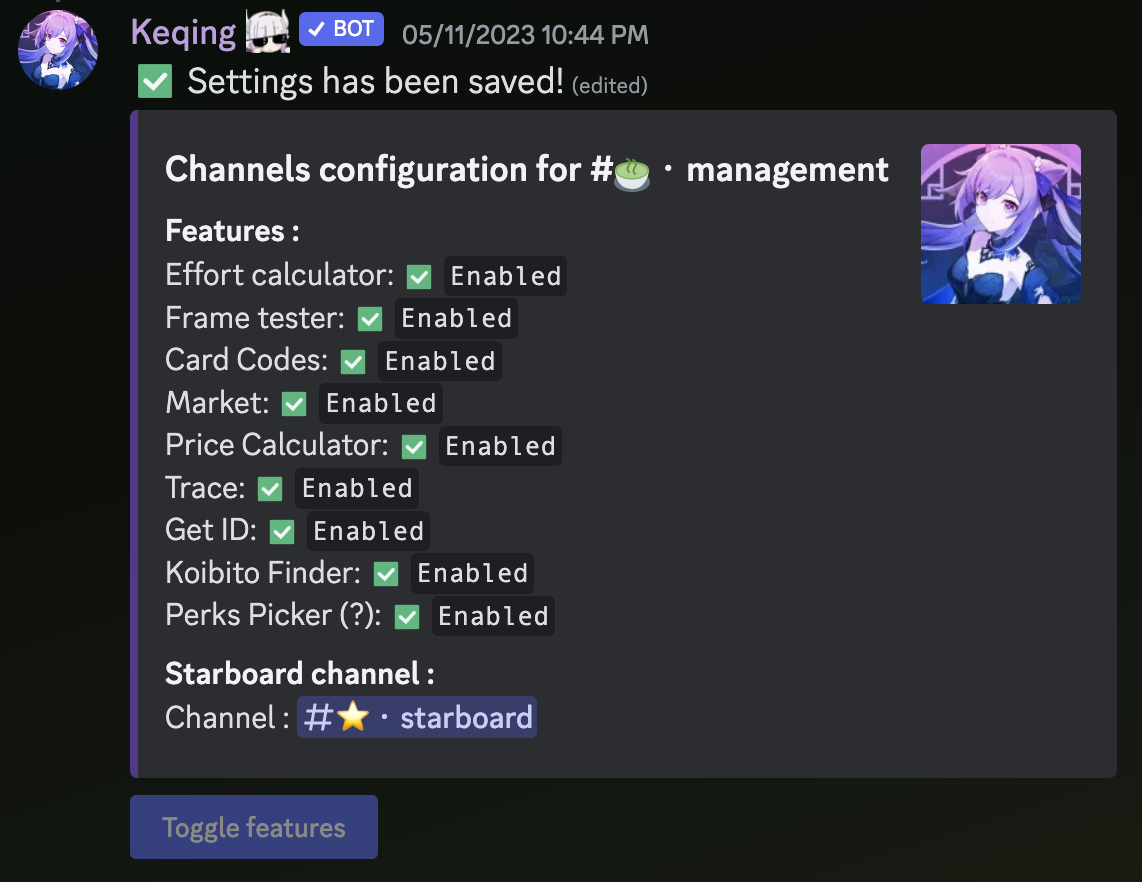 Keqing ✓ BOT 05/11/2023 10:44 PM
✅ Settings has been saved! (edited)
Channels configuration for #🍵・management
Features :
Effort calculator: ✅ Enabled
Frame tester: ✅ Enabled
Card Codes: ✅ Enabled
Market: ✅ Enabled
Price Calculator: ✅ Enabled
Trace: ✅ Enabled
Get ID: ✅ Enabled
Koibito Finder: ✅ Enabled
Perks Picker (?): ✅ Enabled
Starboard channel :
Channel : #⭐・starboard
Toggle features